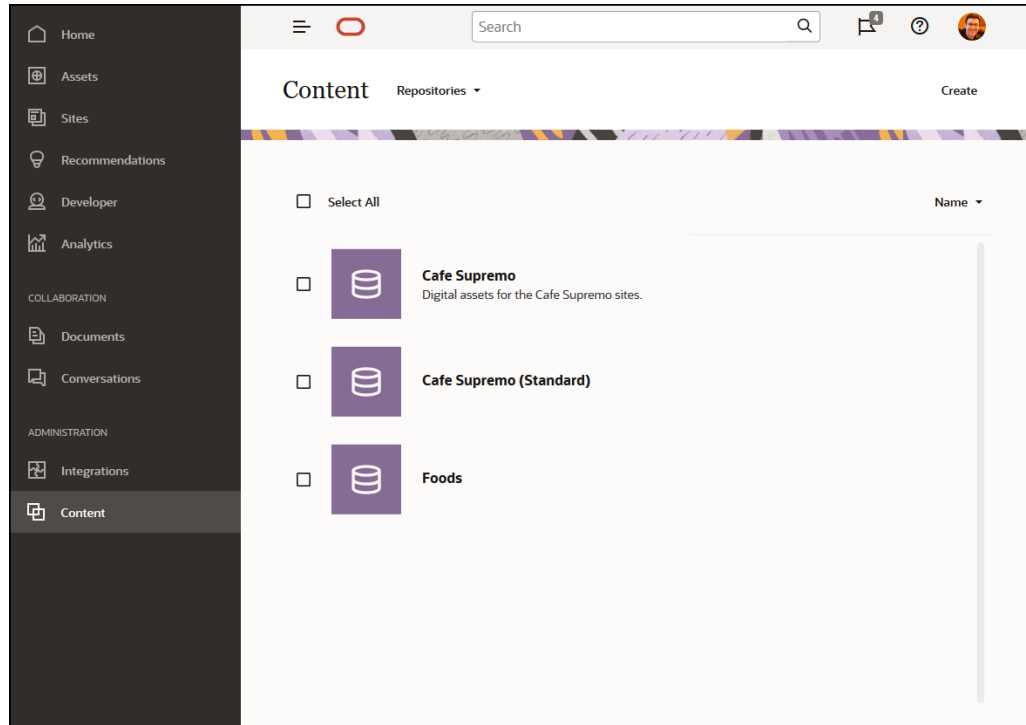 Home
Assets
Sites
Recommendations
Developer
Analytics
COLLABORATION
Documents
Conversations
ADMINISTRATION
Integrations
Content
Search
4
Content Repositories
Create
Select All
Name
Cafe Supremo
Digital assets for the Cafe Supremo sites.
Cafe Supremo (Standard)
Foods